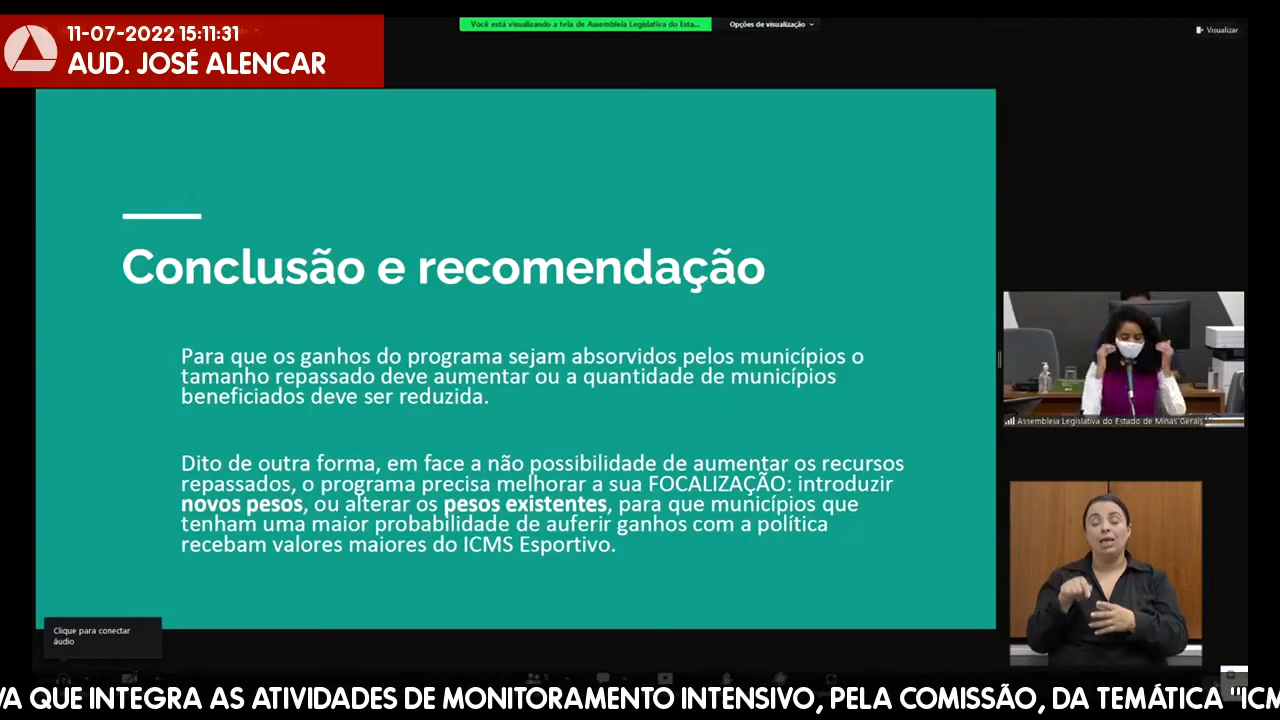 11-07-2022 15:11:31
AUD. JOSÉ ALENCAR
Você está visualizando a tela de Assembleia Legislativa do Esta...
Opções de visualização
Visualizar
Conclusão e recomendação
Para que os ganhos do programa sejam absorvidos pelos municípios o
tamanho repassado deve aumentar ou a quantidade de municípios
beneficiados deve ser reduzida.
Dito de outra forma, em face a não possibilidade de aumentar os recursos
repassados, o programa precisa melhorar a sua FOCALIZAÇÃO: introduzir
novos pesos, ou alterar os pesos existentes, para que municípios que
tenham uma maior probabilidade de auferir ganhos com a política
recebam valores maiores do ICMS Esportivo.
Assembleia Legislativa do Estado de Minas Gerais
Clique para conectar
áudio
VA QUE INTEGRA AS ATIVIDADES DE MONITORAMENTO INTENSIVO, PELA COMISSÃO, DA TEMÁTICA "ICM